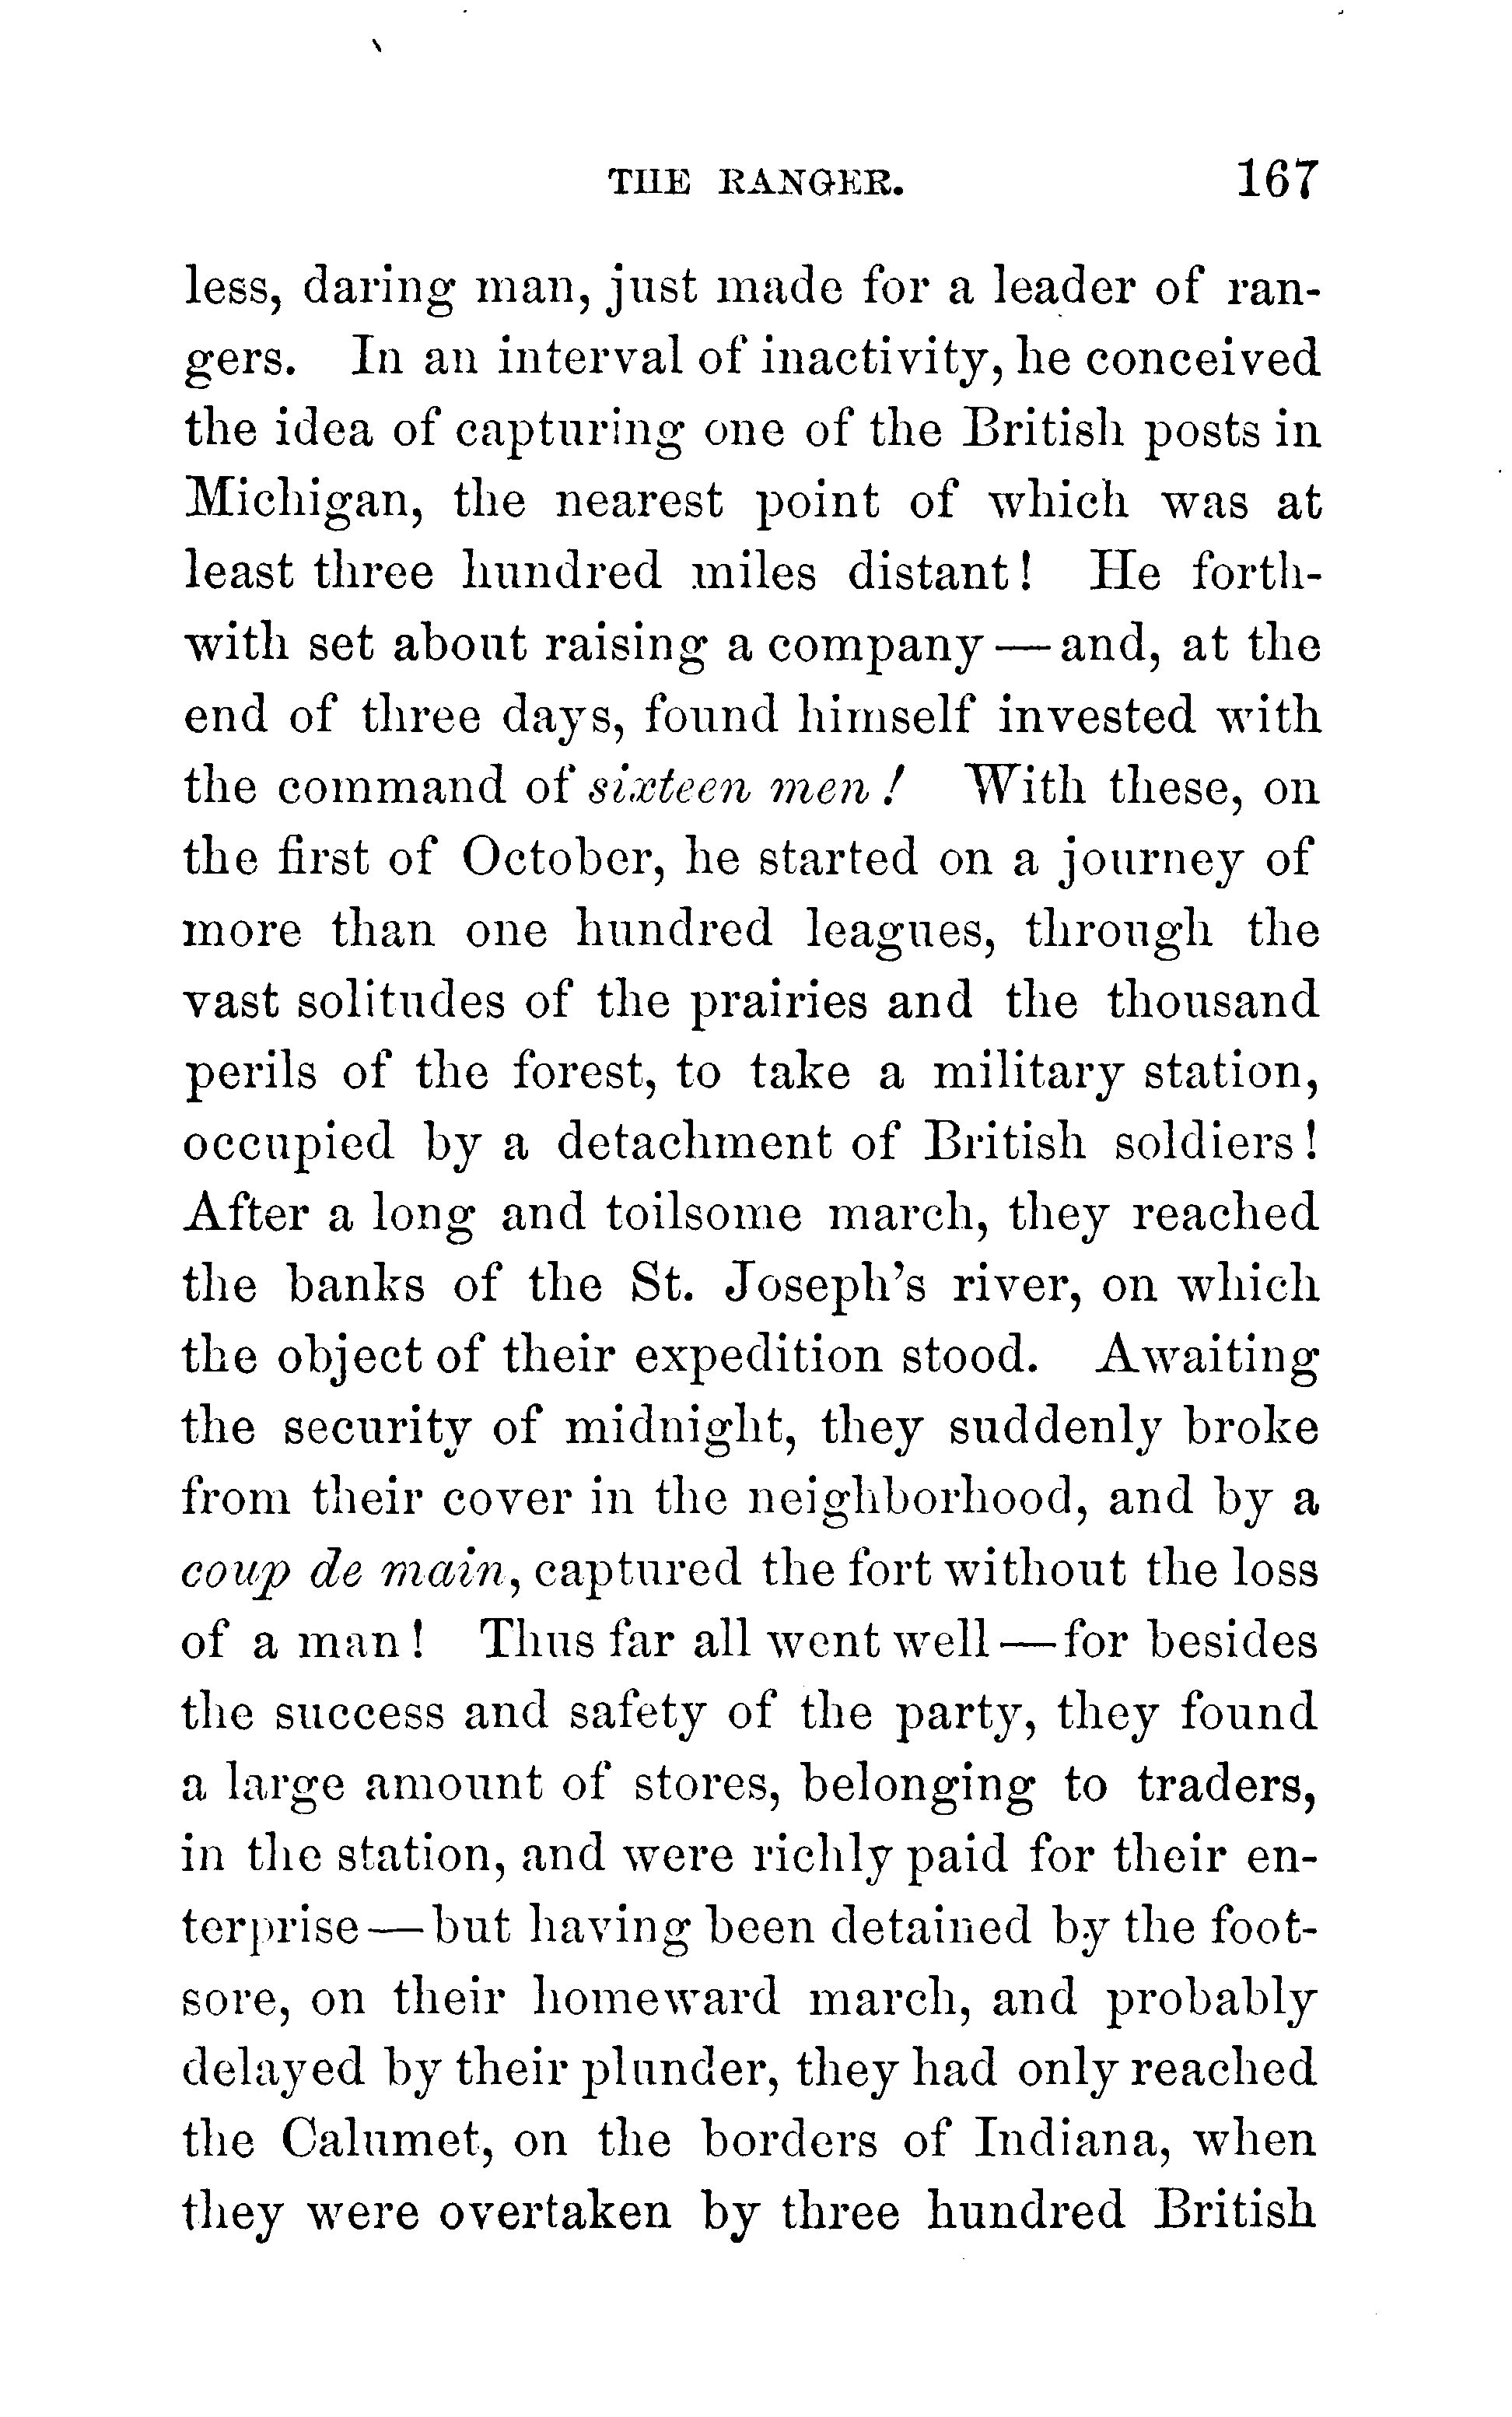 THE RANGER. 167
less, daring man, just made for a leader of ran-
gers. In an interval of inactivity, he conceived
the idea of capturing one of the British posts in
Michigan, the nearest point of which was at
least three hundred miles distant! He forth-
with set about raising a company—and, at the
end of three days, found himself invested with
the command of sixteen men! With these, on
the first of October, he started on a journey of
more than one hundred leagues, through the
vast solitudes of the prairies and the thousand
perils of the forest, to take a military station,
occupied by a detachment of British soldiers!
After a long and toilsome march, they reached
the banks of the St. Joseph's river, on which
the object of their expedition stood. Awaiting
the security of midnight, they suddenly broke
from their cover in the neighborhood, and by a
coup de main, captured the fort without the loss
of a man! Thus far all went well—for besides
the success and safety of the party, they found
a large amount of stores, belonging to traders,
in the station, and were richly paid for their en-
terprise—but having been detained by the foot-
sore, on their homeward march, and probably
delayed by their plunder, they had only reached
the Calumet, on the borders of Indiana, when
they were overtaken by three hundred British